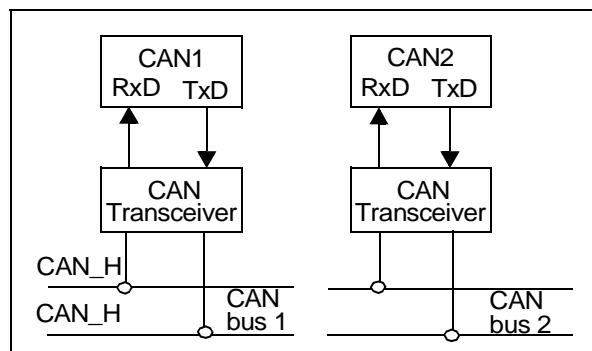 CAN1
RxD TxD
CAN
Transceiver
CAN_H
CAN_H
CAN
bus 1
CAN2
RxD TxD
CAN
Transceiver
CAN
bus 2